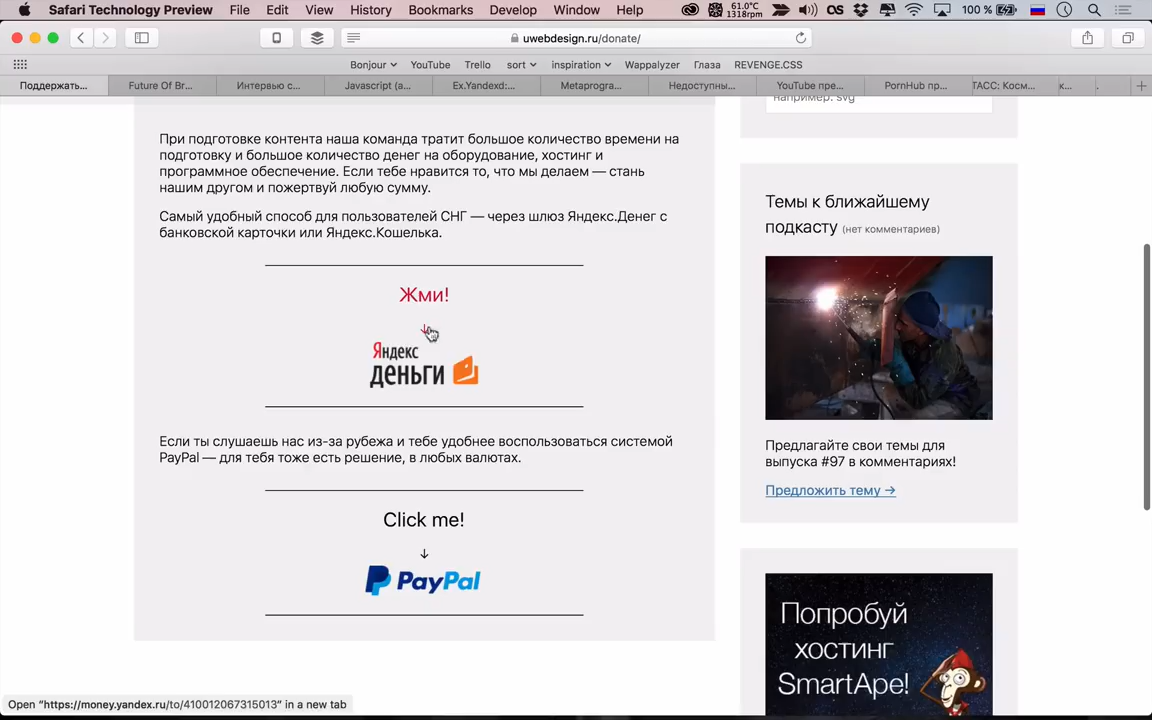 Safari Technology Preview File Edit View History Bookmarks Develop Window Help
61.0°C
1318rpm
100 %
uwebdesign.ru/donate/
Bonjour YouTube Trello sort inspiration Wappalyzer Глаза REVENGE.CSS
Поддержать... Future Of Br... Интервью с... Javascript (a... Ex.Yandexd:... Metaprogra... Недоступны... YouTube пре... PornHub пр... ТАСС: Косм... к...
При подготовке контента наша команда тратит большое количество времени на
подготовку и большое количество денег на оборудование, хостинг и
программное обеспечение. Если тебе нравится то, что мы делаем — стань
нашим другом и пожертвуй любую сумму.
Самый удобный способ для пользователей СНГ — через шлюз Яндекс.Денег с
банковской карточки или Яндекс.Кошелька.
Жми!
↓
Яндекс
деньги
Если ты слушаешь нас из-за рубежа и тебе удобнее воспользоваться системой
PayPal — для тебя тоже есть решение, в любых валютах.
Click me!
↓
PayPal
например: svg
Темы к ближайшему
подкасту (нет комментариев)
Предлагайте свои темы для
выпуска #97 в комментариях!
Предложить тему →
Попробуй
хостинг
SmartApe!
Open “https://money.yandex.ru/to/410012067315013” in a new tab